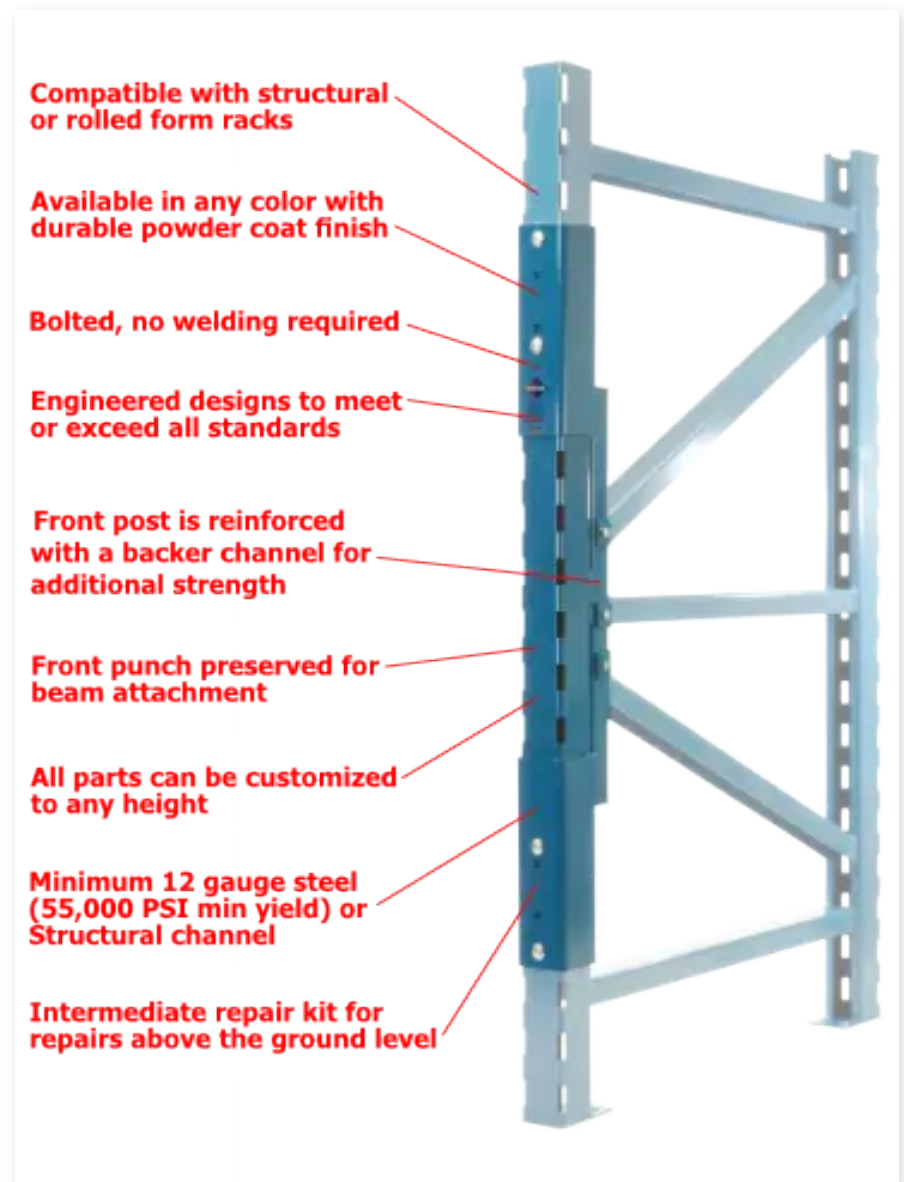 Compatible with structural
or rolled form racks
Available in any color with
durable powder coat finish
Bolted, no welding required
Engineered designs to meet
or exceed all standards
Front post is reinforced
with a backer channel for
additional strength
Front punch preserved for
beam attachment
All parts can be customized
to any height
Minimum 12 gauge steel
(55,000 PSI min yield) or
Structural channel
Intermediate repair kit for
repairs above the ground level